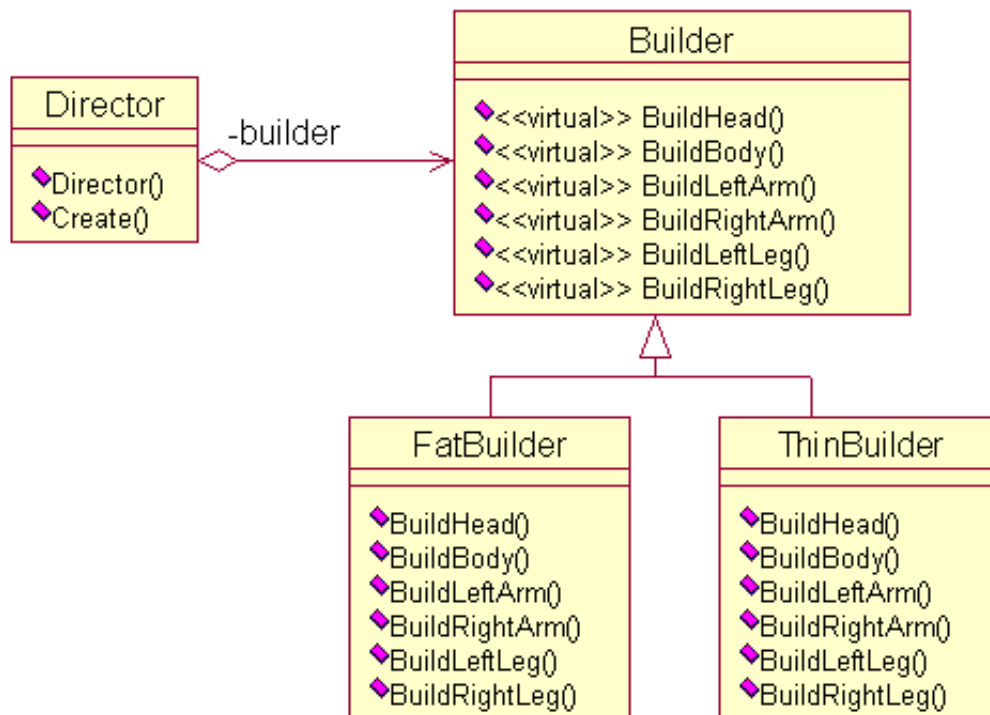 Director
Director()
Create()
-builder
Builder
<<virtual>> BuildHead()
<<virtual>> BuildBody()
<<virtual>> BuildLeftArm()
<<virtual>> BuildRightArm()
<<virtual>> BuildLeftLeg()
<<virtual>> BuildRightLeg()
FatBuilder
BuildHead()
BuildBody()
BuildLeftArm()
BuildRightArm()
BuildLeftLeg()
BuildRightLeg()
ThinBuilder
BuildHead()
BuildBody()
BuildLeftArm()
BuildRightArm()
BuildLeftLeg()
BuildRightLeg()